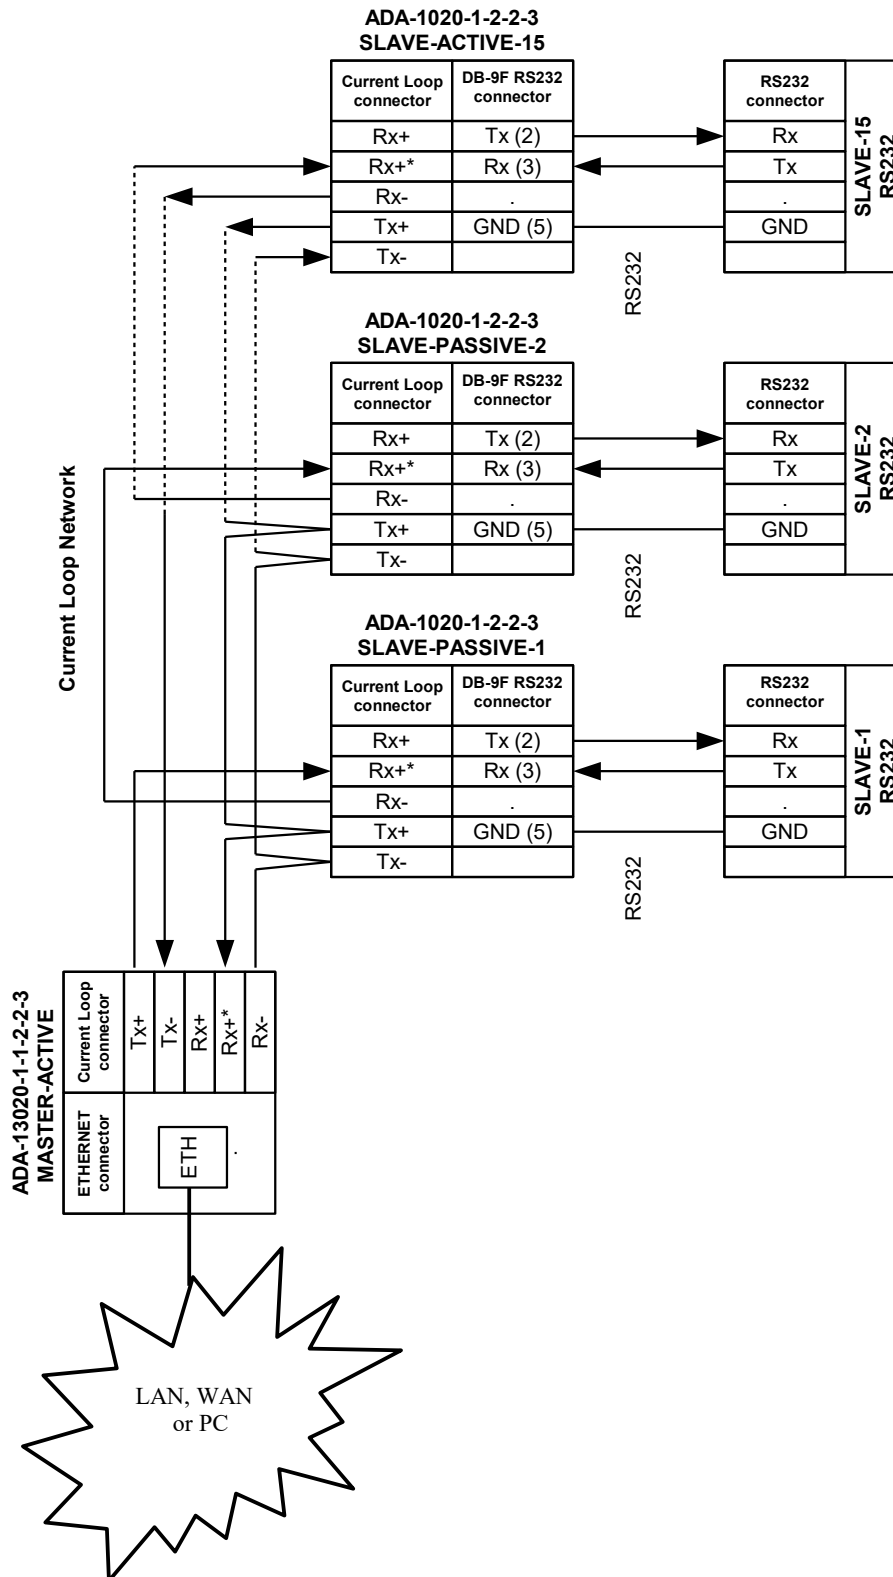 ADA-1020-1-2-2-3
SLAVE-ACTIVE-15
Current Loop connector
DB-9F RS232 connector
RS232 connector
Rx+ Tx (2) Rx
Rx+* Rx (3) Tx
Rx- . .
Tx+ GND (5) GND
Tx-
RS232
SLAVE-15
RS232
ADA-1020-1-2-2-3
SLAVE-PASSIVE-2
Current Loop connector
DB-9F RS232 connector
RS232 connector
Rx+ Tx (2) Rx
Rx+* Rx (3) Tx
Rx- . .
Tx+ GND (5) GND
Tx-
RS232
SLAVE-2
RS232
Current Loop Network
ADA-1020-1-2-2-3
SLAVE-PASSIVE-1
Current Loop connector
DB-9F RS232 connector
RS232 connector
Rx+ Tx (2) Rx
Rx+* Rx (3) Tx
Rx- . .
Tx+ GND (5) GND
Tx-
RS232
SLAVE-1
RS232
ADA-13020-1-1-2-2-3
MASTER-ACTIVE
Current Loop connector
Tx+
Tx-
Rx+
Rx+*
Rx-
ETHERNET connector
ETH
.
LAN, WAN
or PC